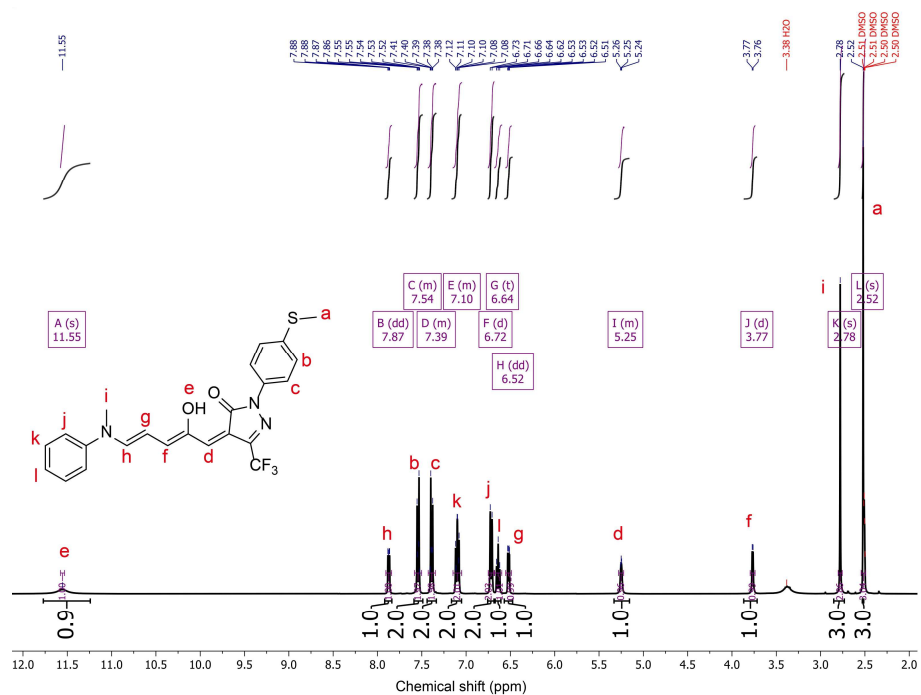 11.55
7.88
7.88
7.87
7.86
7.55
7.55
7.54
7.53
7.52
7.41
7.40
7.39
7.38
7.38
7.12
7.11
7.10
7.10
7.08
7.08
6.73
6.71
6.66
6.64
6.62
6.53
6.53
6.52
6.51
5.26
5.25
5.24
3.77
3.76
3.38 H2O
2.28
2.52
2.51 DMSO
2.51 DMSO
2.50 DMSO
2.50 DMSO
a
i
A (s)
11.55
B (dd)
7.87
C (m)
7.54
D (m)
7.39
E (m)
7.10
F (d)
6.72
G (t)
6.64
H (dd)
6.52
I (m)
5.25
J (d)
3.77
K (s)
2.78
L (s)
2.52
S
a
b
c
e
OH
O
N
N
CF3
i
N
j
k
l
g
h
f
d
e
h
b
c
k
j
l
g
d
f
0.9
1.0
2.0
2.0
2.0
2.0
1.0
1.0
1.0
1.0
3.0
3.0
12.0 11.5 11.0 10.5 10.0 9.5 9.0 8.5 8.0 7.5 7.0 6.5 6.0 5.5 5.0 4.5 4.0 3.5 3.0 2.5 2.0
Chemical shift (ppm)